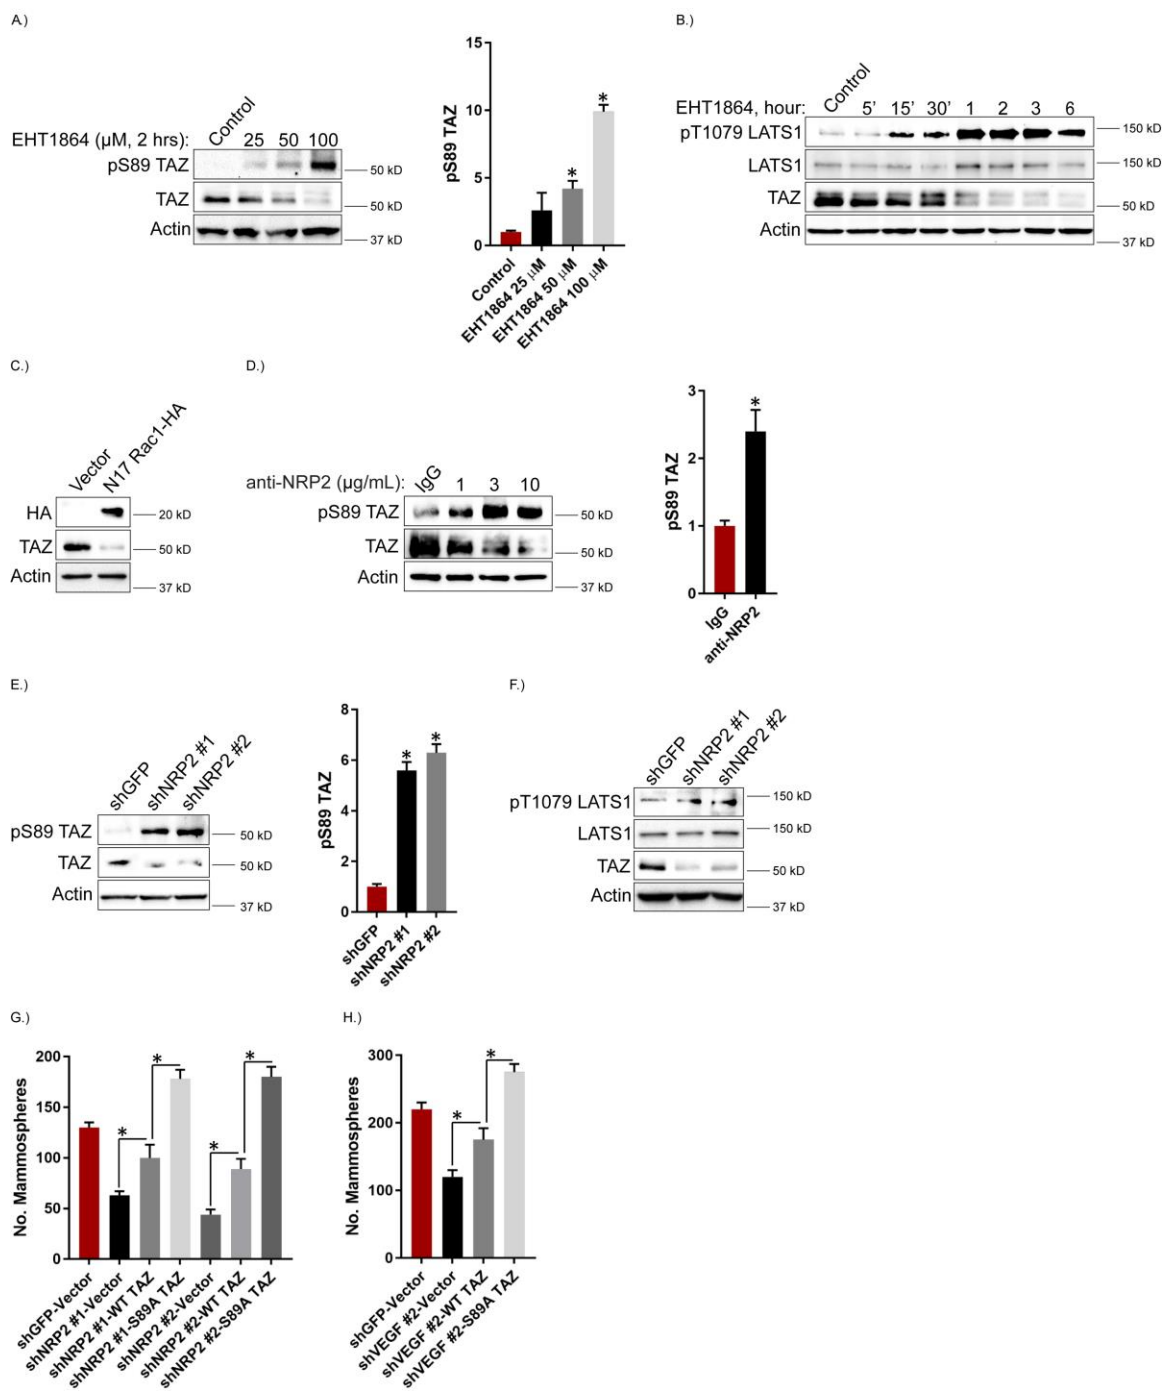 A.)
EHT1864 (µM, 2 hrs): Control 25 50 100
pS89 TAZ
50 kD
TAZ
50 kD
Actin
37 kD
pS89 TAZ
15
10
5
0
*
*
Control
EHT1864 25 µM
EHT1864 50 µM
EHT1864 100 µM
B.)
EHT1864, hour: Control 5' 15' 30' 1 2 3 6
pT1079 LATS1
150 kD
LATS1
150 kD
TAZ
50 kD
Actin
37 kD
C.)
Vector
N17 Rac1-HA
HA
20 kD
TAZ
50 kD
Actin
37 kD
D.)
anti-NRP2 (µg/mL): IgG 1 3 10
pS89 TAZ
50 kD
TAZ
50 kD
Actin
37 kD
pS89 TAZ
3
2
1
0
*
IgG
anti-NRP2
E.)
shGFP
shNRP2 #1
shNRP2 #2
pS89 TAZ
50 kD
TAZ
50 kD
Actin
37 kD
pS89 TAZ
8
6
4
2
0
*
*
shGFP
shNRP2 #1
shNRP2 #2
F.)
shGFP
shNRP2 #1
shNRP2 #2
pT1079 LATS1
150 kD
LATS1
150 kD
TAZ
50 kD
Actin
37 kD
G.)
No. Mammospheres
200
150
100
50
0
*
*
*
*
shGFP-Vector
shNRP2 #1-Vector
shNRP2 #1-WT TAZ
shNRP2 #1-S89A TAZ
shNRP2 #2-Vector
shNRP2 #2-WT TAZ
shNRP2 #2-S89A TAZ
H.)
No. Mammospheres
300
200
100
0
*
*
shGFP-Vector
shVEGF #2-Vector
shVEGF #2-WT TAZ
shVEGF #2-S89A TAZ